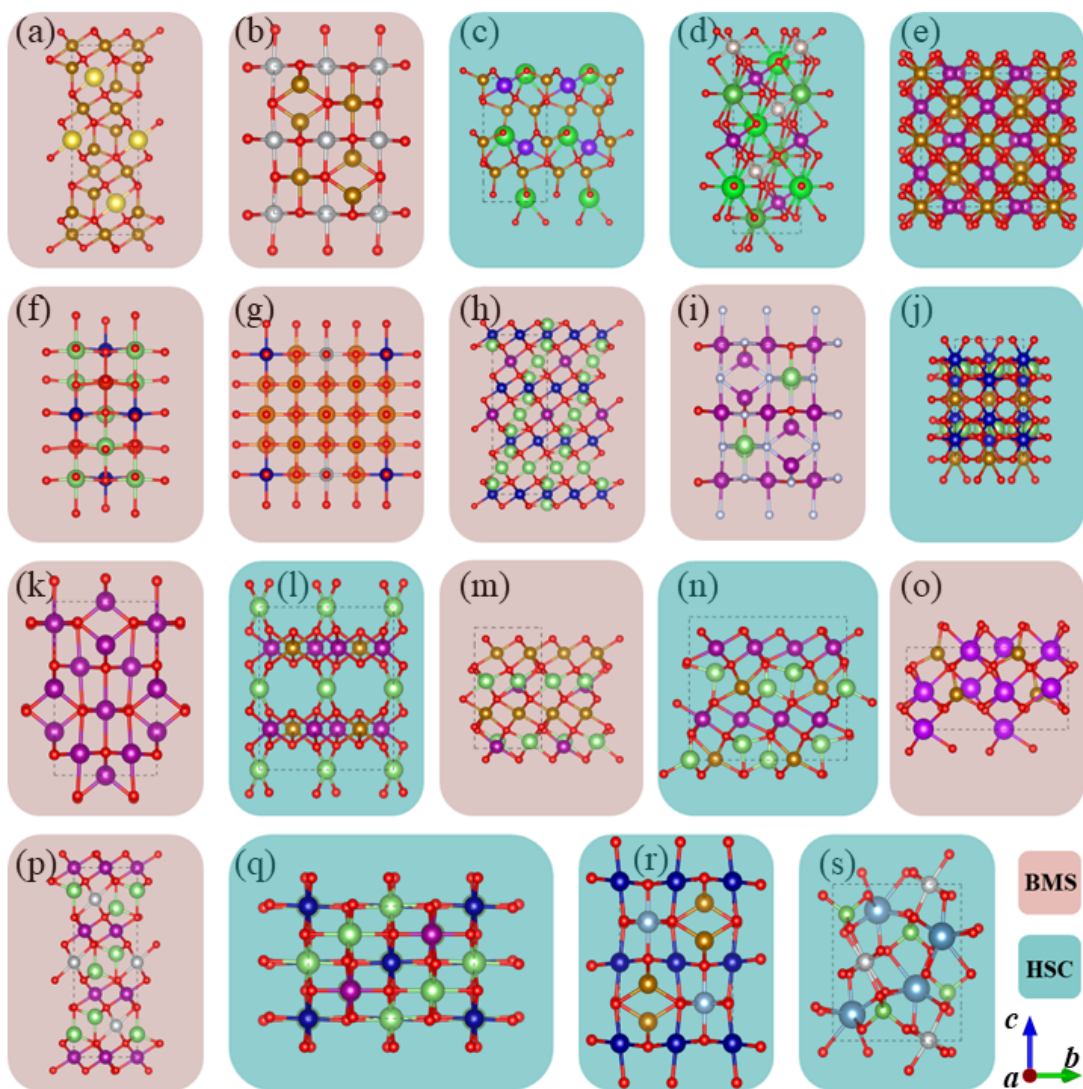 (a) (b) (c) (d) (e)
(f) (g) (h) (i) (j)
(k) (l) (m) (n) (o)
(p) (q) (r) (s)
BMS
HSC
c
a b